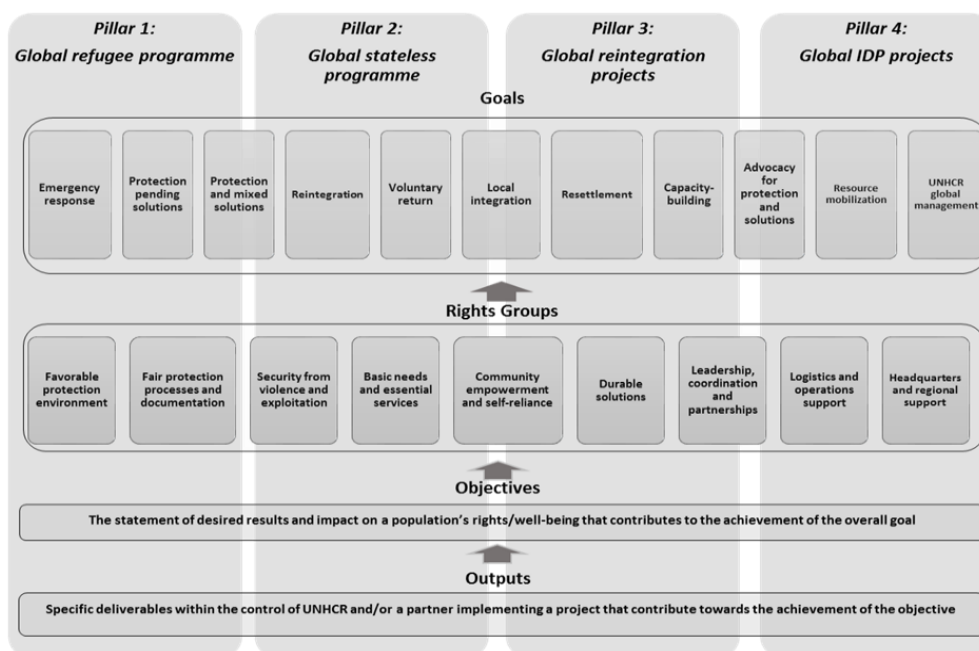 Pillar 1:
Global refugee programme
Pillar 2:
Global stateless
programme
Pillar 3:
Global reintegration
projects
Pillar 4:
Global IDP projects
Goals
Emergency
response
Protection
pending
solutions
Protection
and mixed
solutions
Reintegration
Voluntary
return
Local
integration
Resettlement
Capacity-
building
Advocacy
for
protection
and
solutions
Resource
mobilization
UNHCR
global
management
Rights Groups
Favorable
protection
environment
Fair protection
processes and
documentation
Security from
violence and
exploitation
Basic needs
and essential
services
Community
empowerment
and self-reliance
Durable
solutions
Leadership,
coordination
and
partnerships
Logistics and
operations
support
Headquarters
and regional
support
Objectives
The statement of desired results and impact on a population's rights/well-being that contributes to the achievement of the overall goal
Outputs
Specific deliverables within the control of UNHCR and/or a partner implementing a project that contribute towards the achievement of the objective